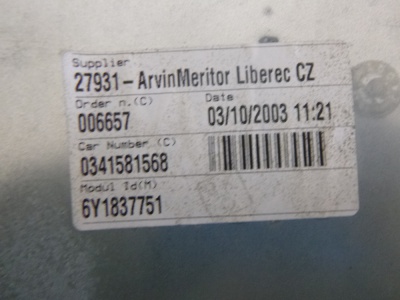 Supplier
27931-ArvinMeritor Liberec CZ
Order n.(C) Date
006657 03/10/2003 11:21
Car Number (C)
0341581568
Modul Id(M)
6Y1837751